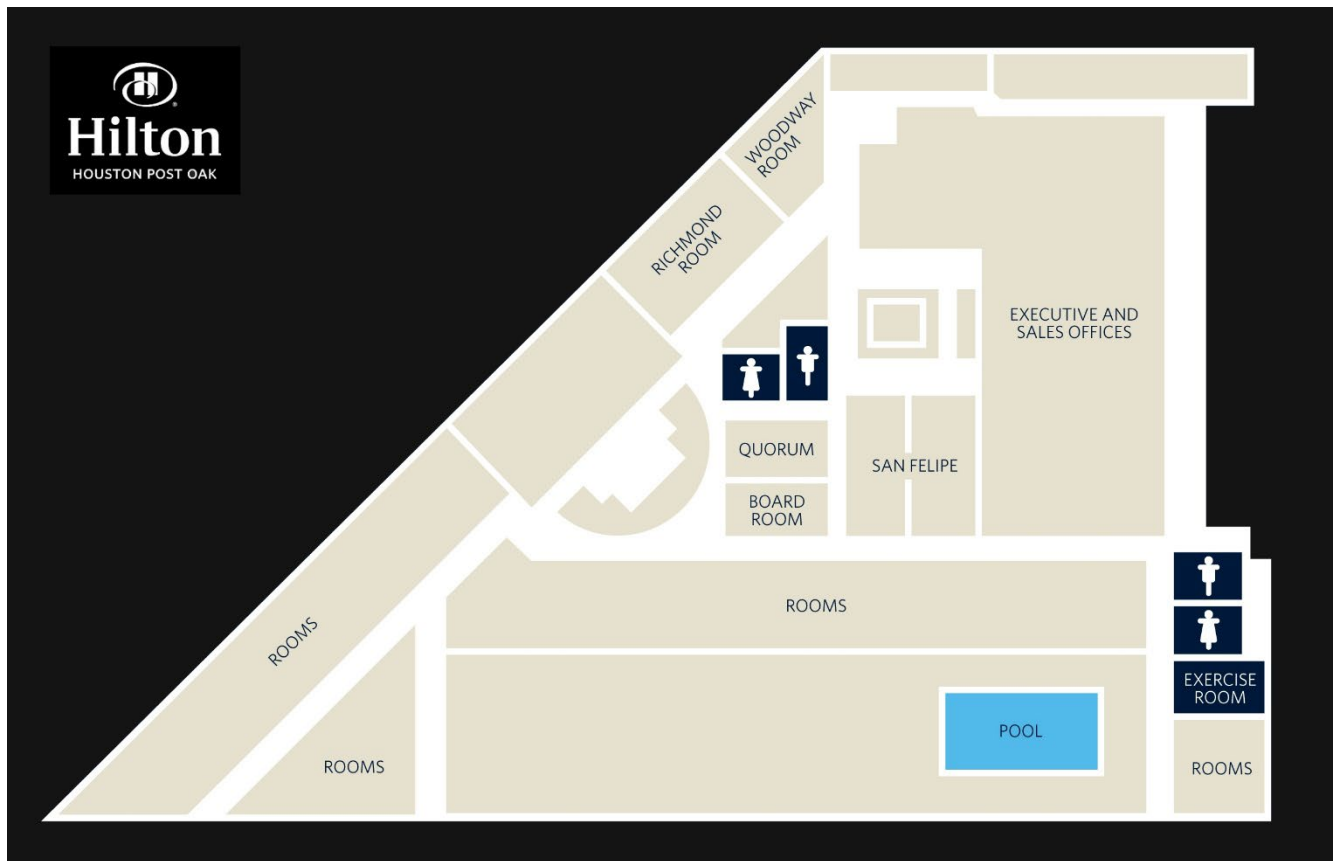 Hilton
HOUSTON POST OAK
WOODWAY
ROOM
RICHMOND
ROOM
EXECUTIVE AND
SALES OFFICES
QUORUM
SAN FELIPE
BOARD
ROOM
ROOMS
ROOMS
EXERCISE
ROOM
POOL
ROOMS
ROOMS